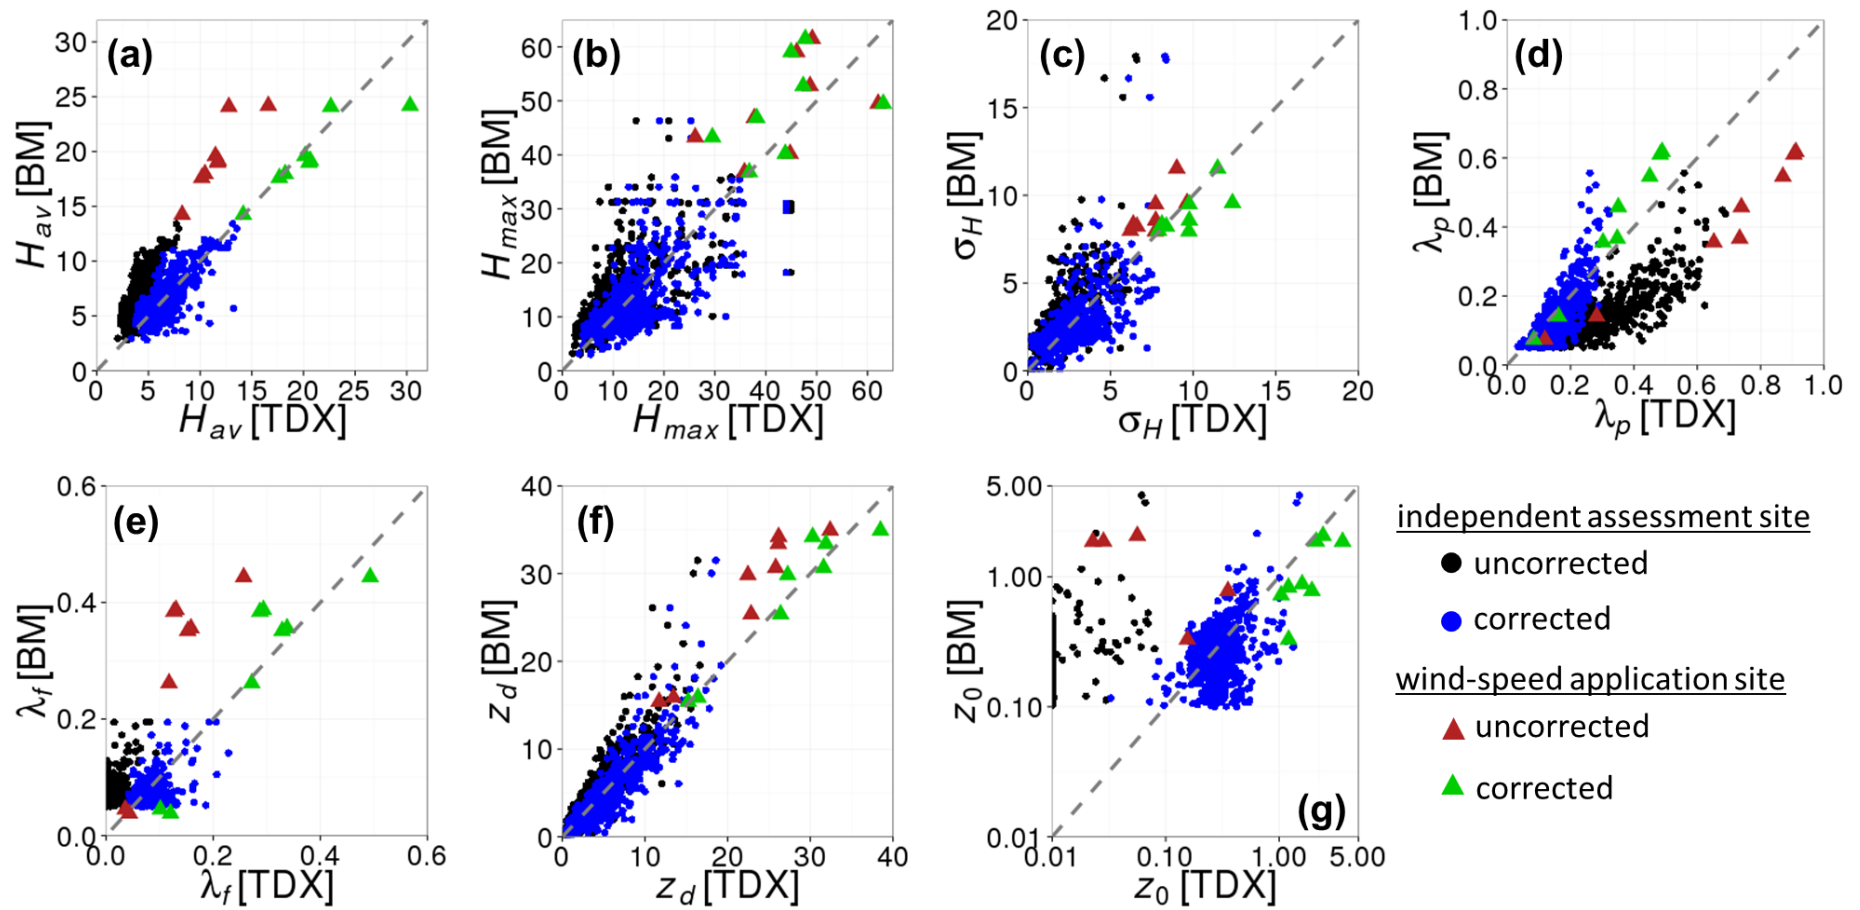 (a)
30
25
20
15
10
5
0
H_av [BM]
0 5 10 15 20 25 30
H_av [TDX]
(b)
60
50
40
30
20
10
0
H_max [BM]
0 10 20 30 40 50 60
H_max [TDX]
(c)
20
15
10
5
0
σ_H [BM]
0 5 10 15 20
σ_H [TDX]
(d)
1.0
0.8
0.6
0.4
0.2
0.0
λ_p [BM]
0.0 0.2 0.4 0.6 0.8 1.0
λ_p [TDX]
(e)
0.6
0.4
0.2
0.0
λ_f [BM]
0.0 0.2 0.4 0.6
λ_f [TDX]
(f)
40
30
20
10
0
z_d [BM]
0 10 20 30 40
z_d [TDX]
(g)
5.00
1.00
0.10
0.01
z_0 [BM]
0.01 0.10 1.00 5.00
z_0 [TDX]
independent assessment site
uncorrected
corrected
wind-speed application site
uncorrected
corrected